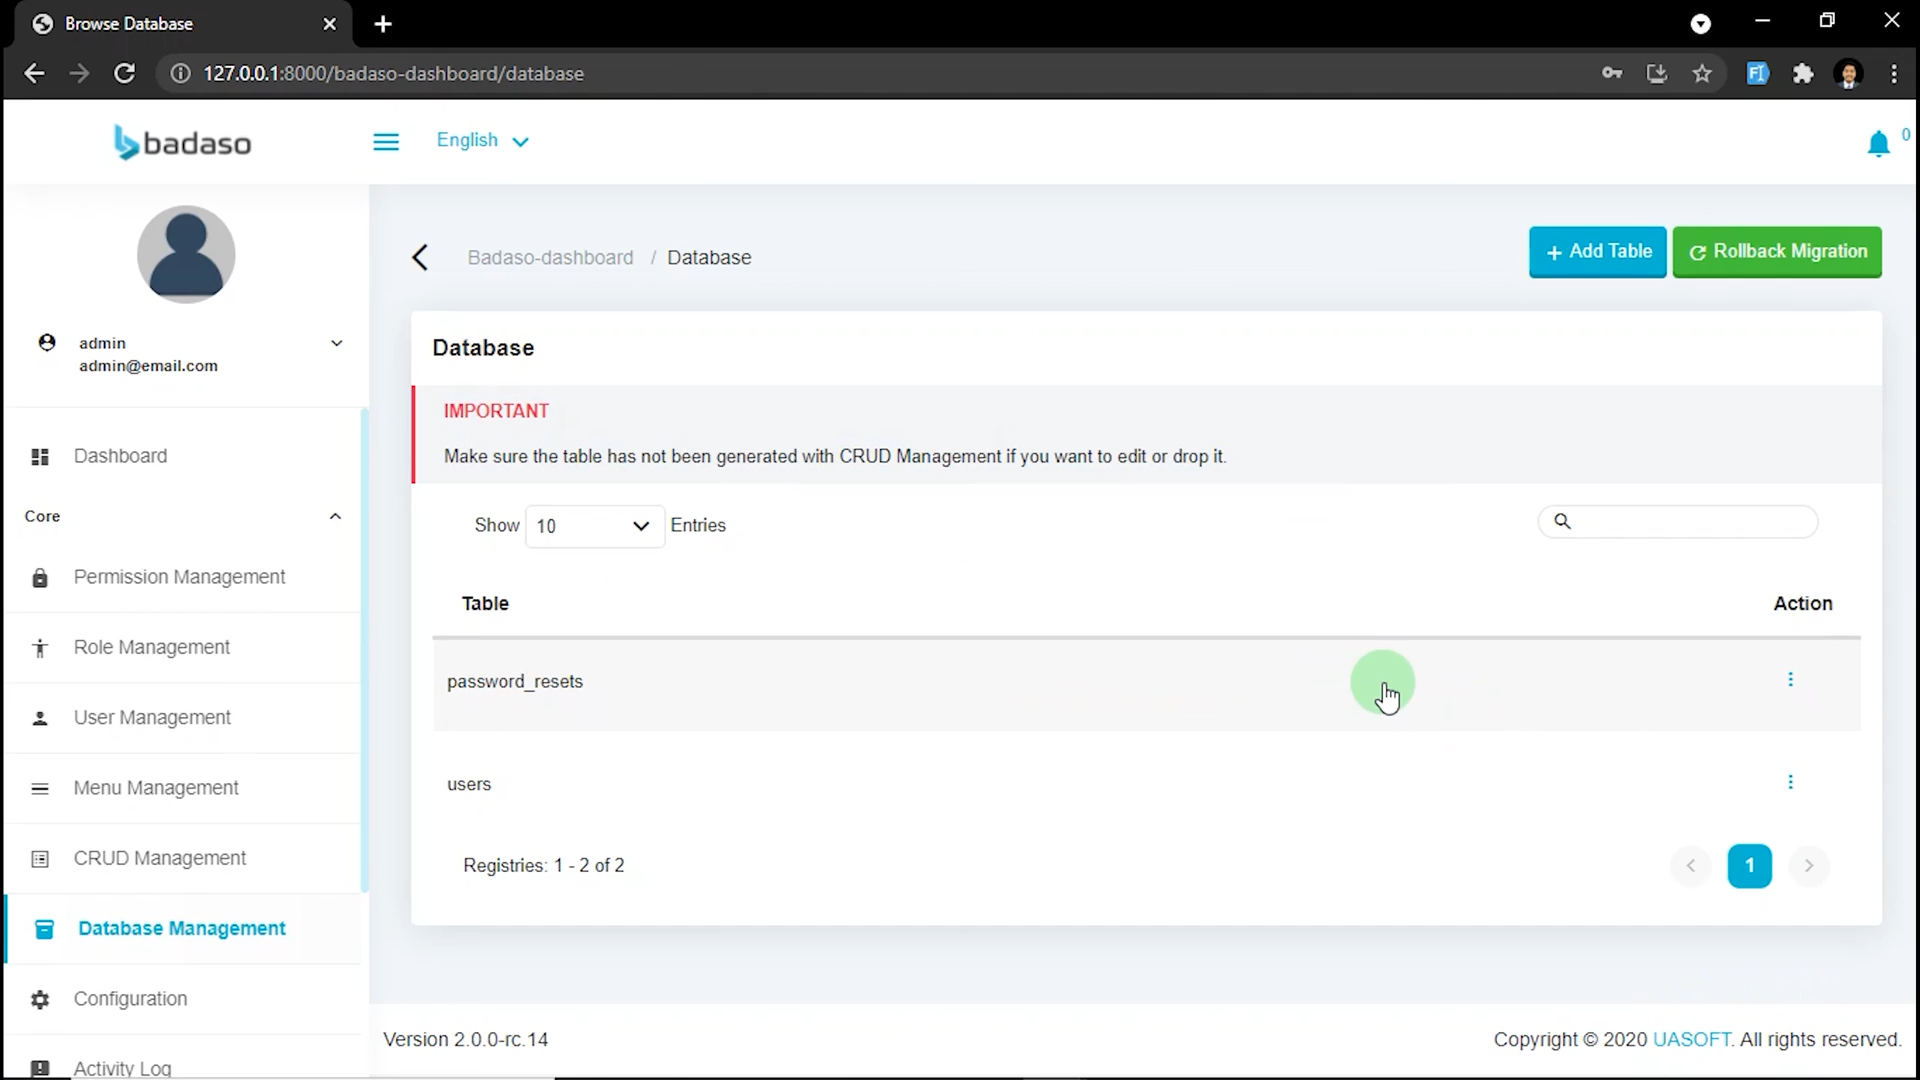 Browse Database
127.0.0.1:8000/badaso-dashboard/database
badaso
English
0
admin
admin@email.com
Dashboard
Core
Permission Management
Role Management
User Management
Menu Management
CRUD Management
Database Management
Configuration
Activity Log
Badaso-dashboard / Database
+ Add Table
Rollback Migration
Database
IMPORTANT
Make sure the table has not been generated with CRUD Management if you want to edit or drop it.
Show 10 Entries
Table Action
password_resets
users
Registries: 1 - 2 of 2
1
Version 2.0.0-rc.14
Copyright © 2020 UASOFT. All rights reserved.